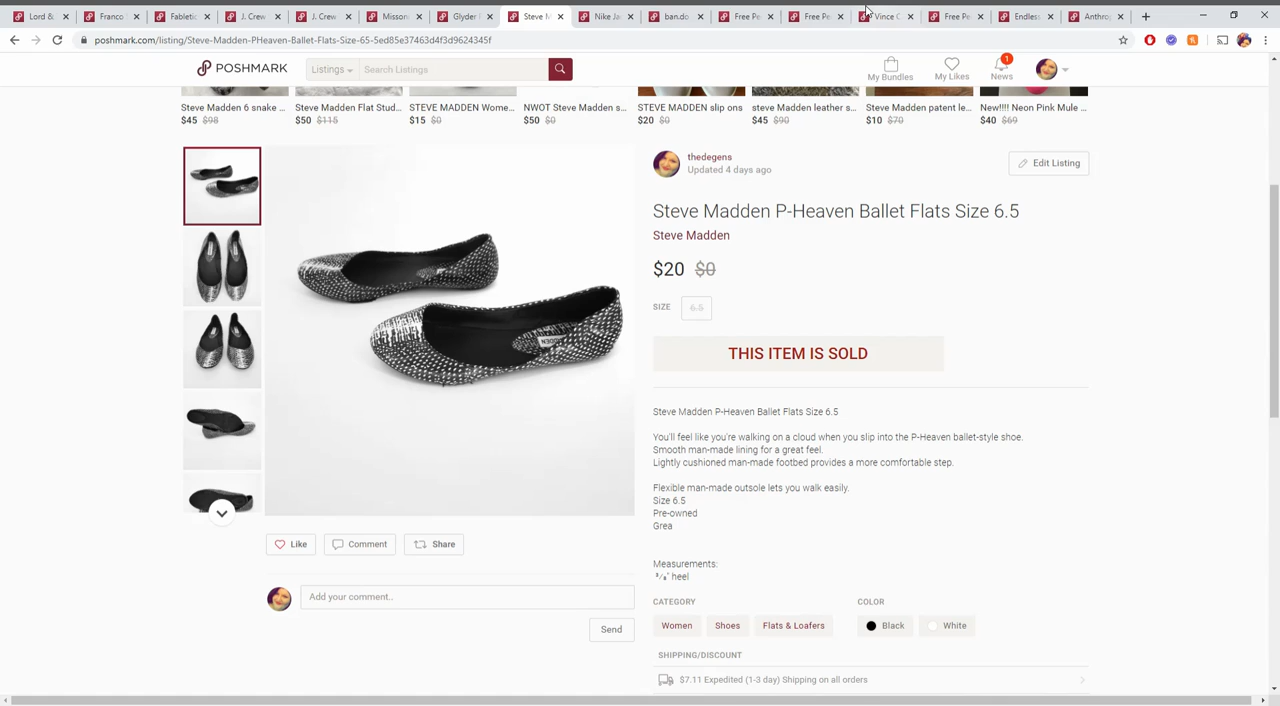 Lord &
Franco
Fabletic
J. Crew
J. Crew
Missoni
Glyder F
Steve M
Nike Ja
ban.do
Free Pe
Free Pe
Vince C
Free Pe
Endless
Anthro
poshmark.com/listing/Steve-Madden-PHeaven-Ballet-Flats-Size-65-5ed85e37463d4f3d9624345f
POSHMARK
Listings
Search Listings
My Bundles
My Likes
1
News
Steve Madden 6 snake ...
Steve Madden Flat Stud...
STEVE MADDEN Wome...
NWOT Steve Madden s...
STEVE MADDEN slip ons
steve Madden leather s...
Steve Madden patent le...
New!!!! Neon Pink Mule ...
$45 $98
$50 $115
$15 $0
$50 $0
$20 $0
$45 $90
$10 $70
$40 $69
thedegens
Updated 4 days ago
Edit Listing
Steve Madden P-Heaven Ballet Flats Size 6.5
Steve Madden
$20 $0
SIZE
6.5
THIS ITEM IS SOLD
Steve Madden P-Heaven Ballet Flats Size 6.5
You'll feel like you're walking on a cloud when you slip into the P-Heaven ballet-style shoe.
Smooth man-made lining for a great feel.
Lightly cushioned man-made footbed provides a more comfortable step.
Flexible man-made outsole lets you walk easily.
Size 6.5
Pre-owned
Grea
Measurements:
heel
Like
Comment
Share
Add your comment..
Send
CATEGORY
COLOR
Women
Shoes
Flats & Loafers
Black
White
SHIPPING/DISCOUNT
$7.11 Expedited (1-3 day) Shipping on all orders